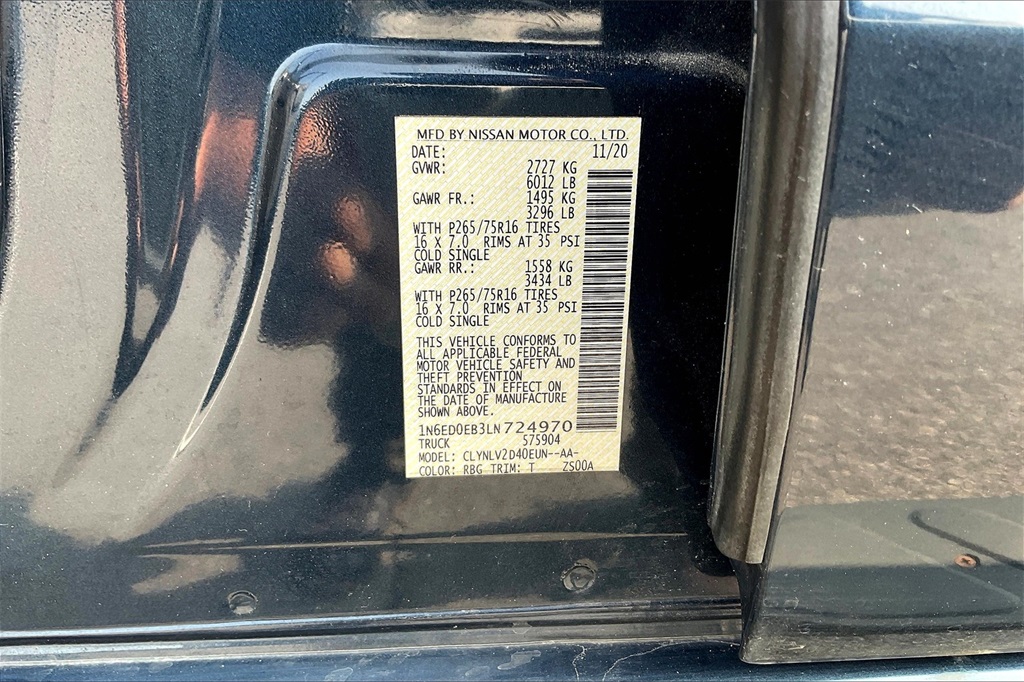 MFD BY NISSAN MOTOR CO., LTD.
DATE: 11/20
GVWR: 2727 KG
6012 LB
GAWR FR.: 1495 KG
3296 LB
WITH P265/75R16 TIRES
16 X 7.0 RIMS AT 35 PSI
COLD SINGLE
GAWR RR.: 1558 KG
3434 LB
WITH P265/75R16 TIRES
16 X 7.0 RIMS AT 35 PSI
COLD SINGLE
THIS VEHICLE CONFORMS TO
ALL APPLICABLE FEDERAL
MOTOR VEHICLE SAFETY AND
THEFT PREVENTION
STANDARDS IN EFFECT ON
THE DATE OF MANUFACTURE
SHOWN ABOVE.
1N6ED0EB3LN724970
TRUCK 575904
MODEL: CLYNLV2D40EUN--AA-
COLOR: RBG TRIM: T ZS00A